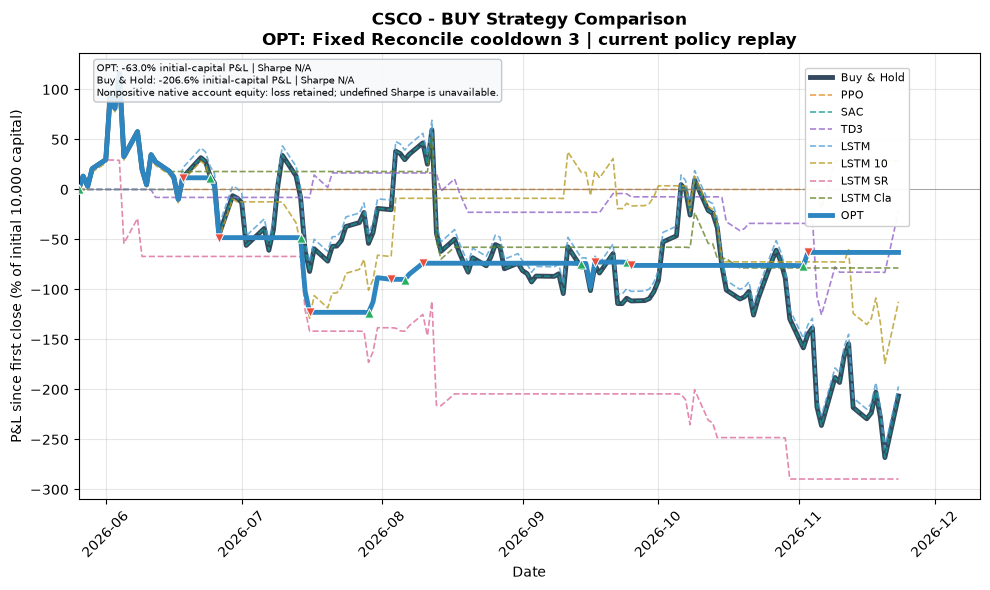 CSCO - BUY Strategy Comparison
OPT: Fixed Reconcile cooldown 3 | current policy replay
OPT: -63.0% initial-capital P&L | Sharpe N/A
Buy & Hold: -206.6% initial-capital P&L | Sharpe N/A
Nonpositive native account equity: loss retained; undefined Sharpe is unavailable.
Buy & Hold
PPO
SAC
TD3
LSTM
LSTM 10
LSTM SR
LSTM Cla
OPT
P&L since first close (% of initial 10,000 capital)
100
50
0
−50
−100
−150
−200
−250
−300
2026-06
2026-07
2026-08
2026-09
2026-10
2026-11
2026-12
Date